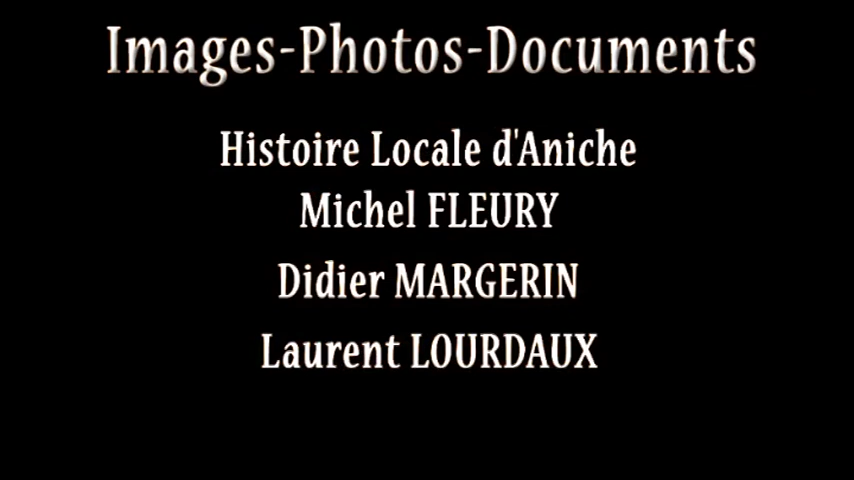 Images-Photos-Documents
Histoire Locale d'Aniche
Michel FLEURY
Didier MARGERIN
Laurent LOURDAUX